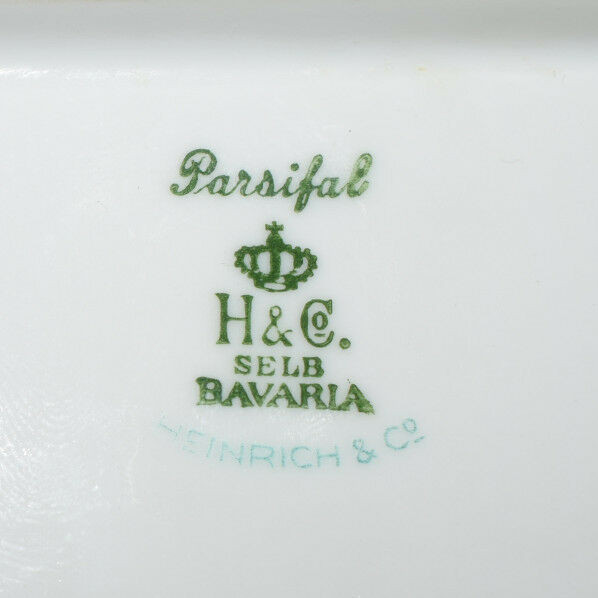 Parsifal
H & Co.
SELB
BAVARIA
HEINRICH & Co